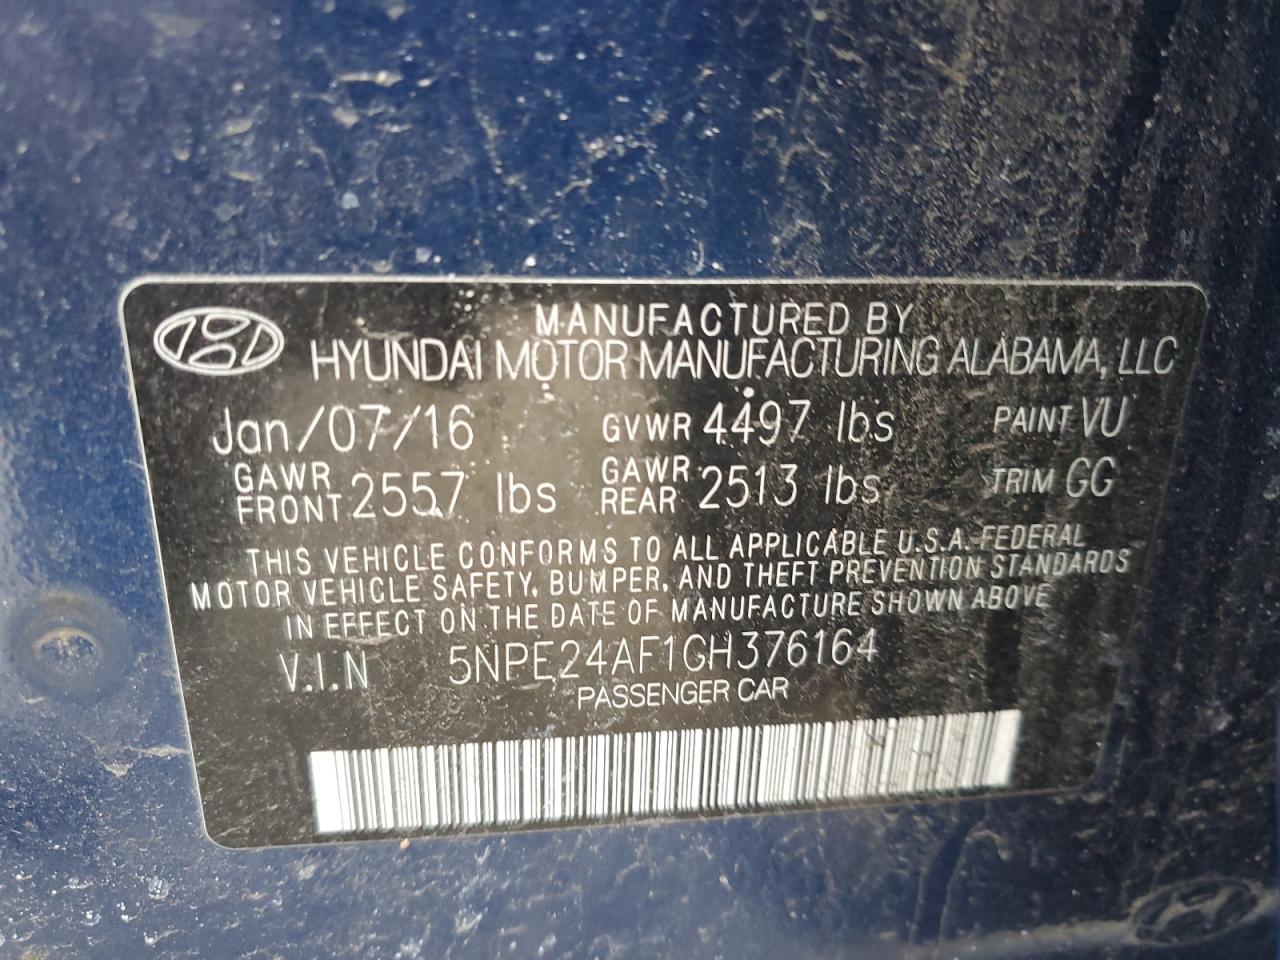 MANUFACTURED BY
HYUNDAI MOTOR MANUFACTURING ALABAMA, LLC
Jan/07/16 GVWR 4497 lbs PAINT VU
GAWR FRONT 2557 lbs GAWR REAR 2513 lbs TRIM GG
THIS VEHICLE CONFORMS TO ALL APPLICABLE U.S.A. FEDERAL
MOTOR VEHICLE SAFETY, BUMPER, AND THEFT PREVENTION STANDARDS
IN EFFECT ON THE DATE OF MANUFACTURE SHOWN ABOVE
V.I.N 5NPE24AF1GH376164
PASSENGER CAR